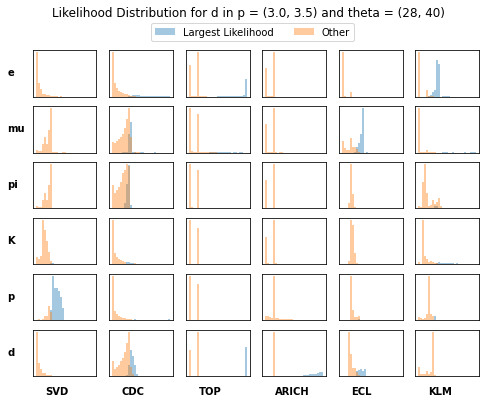 Likelihood Distribution for d in p = (3.0, 3.5) and theta = (28, 40)
Largest Likelihood Other
e
mu
pi
K
p
d
SVD CDC TOP ARICH ECL KLM